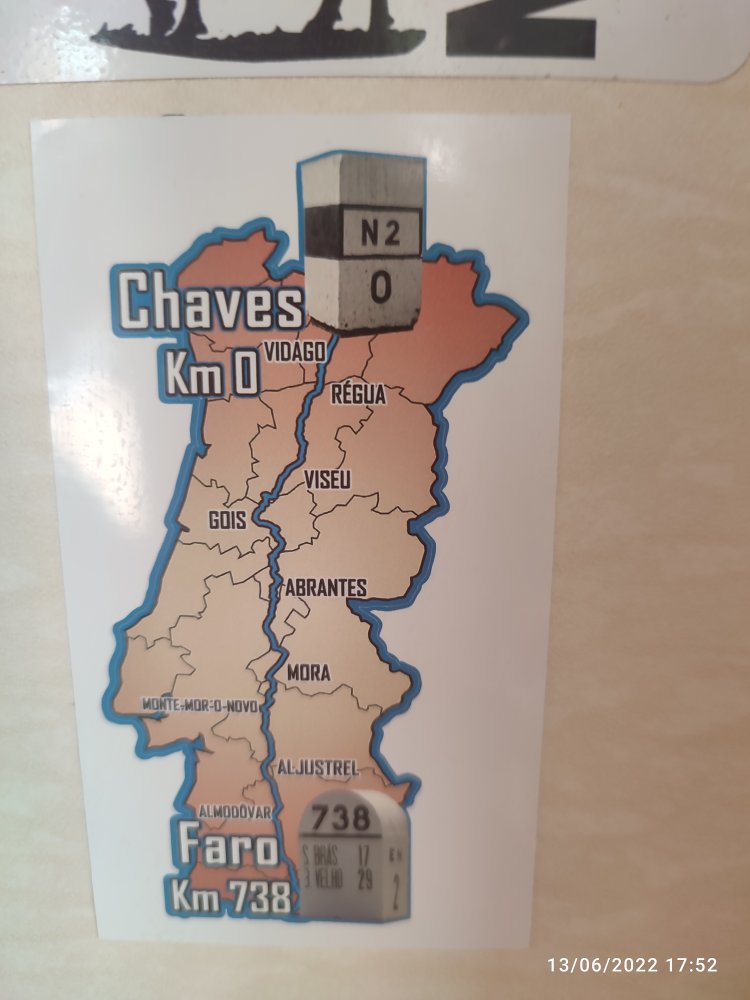 N2
0
Chaves
Km 0
VIDAGO
RÉGUA
VISEU
GOIS
ABRANTES
MORA
MONTE-MOR-O-NOVO
ALJUSTREL
ALMODÔVAR
Faro
Km 738
738
S BRÁS 17
B VELHO 29
EN
2
13/06/2022 17:52